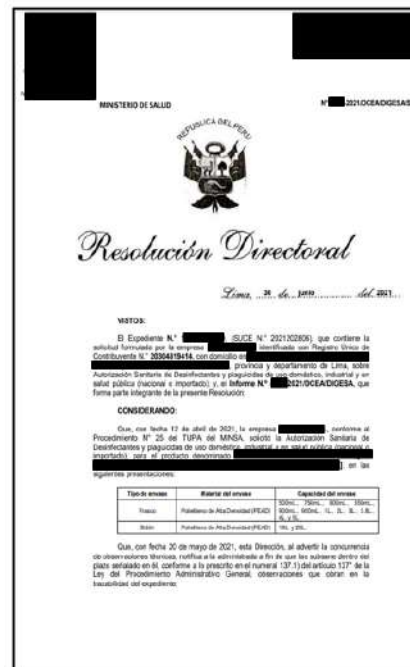 MINISTERIO DE SALUD
N° -2021/DCEA/DIGESA/S
REPUBLICA DEL PERU
Resolución Directoral
Lima, 30 de junio del 2021
VISTOS:
El Expediente N.° (SUCE N.° 2021202806), que contiene la
solicitud formulada por la empresa identificada con Registro Único de
Contribuyente N.° con domicilio en
provincia y departamento de Lima, sobre
Autorización Sanitaria de Desinfectantes y plaguicidas de uso doméstico, industrial y en
salud pública (nacional e importado); y, el Informe N.° 2021/DCEA/DIGESA, que
forma parte integrante de la presente Resolución;
CONSIDERANDO:
Que, con fecha 12 de abril de 2021, la empresa , conforme al
Procedimiento N° 25 del TUPA del MINSA, solicitó la Autorización Sanitaria de
Desinfectantes y plaguicidas de uso doméstico, industrial y en salud pública (nacional o
importado), para el producto denominado
], en las
siguientes presentaciones:
Tipo de envase Material del envase Capacidad del envase
Frasco Polietileno de Alta Densidad (PEAD)
Bidón Polietileno de Alta Densidad (PEAD)
Que, con fecha 20 de mayo de 2021, esta Dirección, al advertir la concurrencia
de observaciones técnicas, notifica a la administrada a fin de que las subsane dentro del
plazo señalado en él, conforme a lo prescrito en el numeral 137.1) del artículo 137° de la
Ley del Procedimiento Administrativo General, observaciones que obran en la
trazabilidad del expediente;